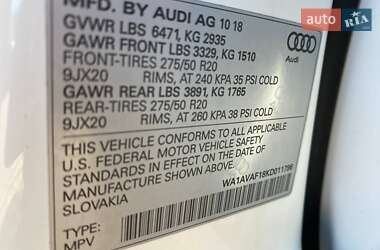 MFD. BY AUDI AG 10 18
GVWR LBS 6471, KG 2935
GAWR FRONT LBS 3329, KG 1510
FRONT-TIRES 275/50 R20
9JX20 RIMS, AT 240 KPA 35 PSI COLD
GAWR REAR LBS 3891, KG 1765
REAR-TIRES 275/50 R20
9JX20 RIMS, AT 260 KPA 38 PSI COLD
THIS VEHICLE CONFORMS TO ALL APPLICABLE
U.S. FEDERAL MOTOR VEHICLE SAFETY
STANDARDS IN EFFECT ON THE DATE OF
MANUFACTURE SHOWN ABOVE
SLOVAKIA
WA1AVAF18KD011798
TYPE:
MPV
Audi
AUTO
RIA
.com